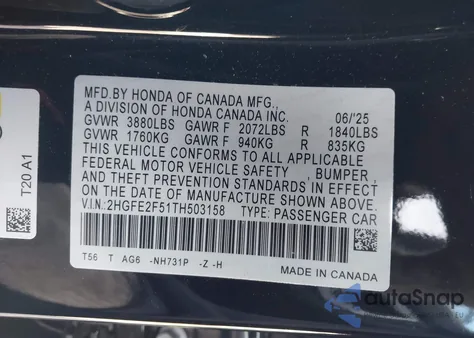 MFD.BY HONDA OF CANADA MFG.,
A DIVISION OF HONDA CANADA INC. 06/'25
GVWR 3880LBS GAWR F 2072LBS R 1840LBS
GVWR 1760KG GAWR F 940KG R 835KG
THIS VEHICLE CONFORMS TO ALL APPLICABLE
FEDERAL MOTOR VEHICLE SAFETY , BUMPER ,
AND THEFT PREVENTION STANDARDS IN EFFECT
ON THE DATE OF MANUFACTURE SHOWN ABOVE.
V.I.N:2HGFE2F51TH503158 TYPE: PASSENGER CAR
T56 T AG6 -NH731P -Z -H
MADE IN CANADA
T20 A1
autoSnap